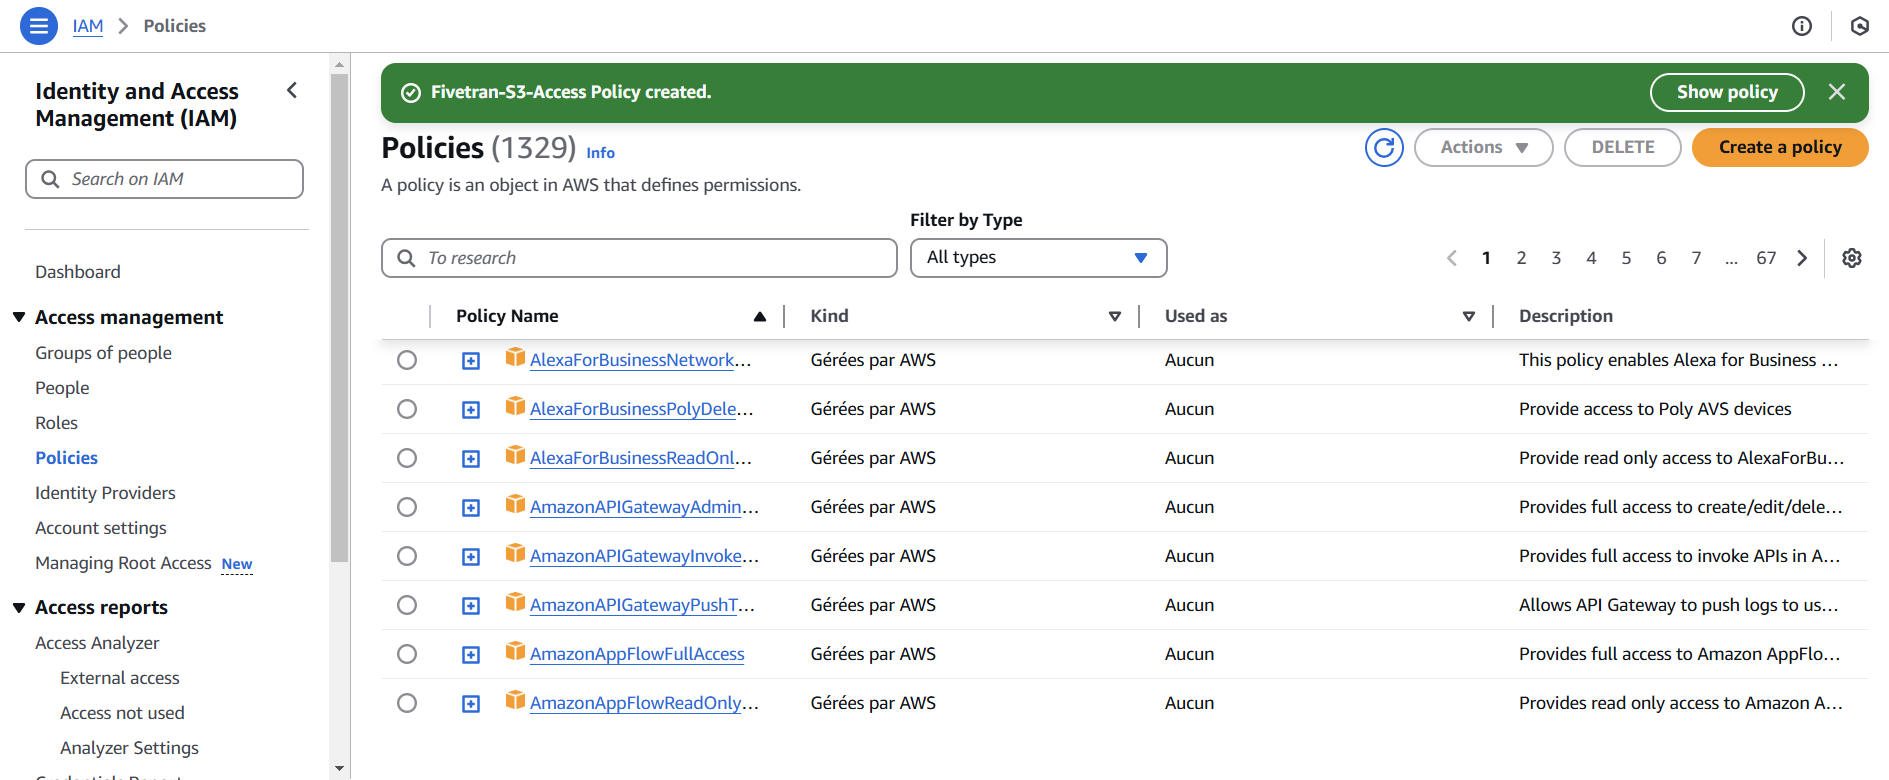 IAM > Policies
Identity and Access
Management (IAM)
Search on IAM
Dashboard
Access management
Groups of people
People
Roles
Policies
Identity Providers
Account settings
Managing Root Access New
Access reports
Access Analyzer
External access
Access not used
Analyzer Settings
Credentials Report
Fivetran-S3-Access Policy created.
Show policy
Policies (1329) Info
Actions
DELETE
Create a policy
A policy is an object in AWS that defines permissions.
Filter by Type
To research
All types
1 2 3 4 5 6 7 ... 67
Policy Name Kind Used as Description
AlexaForBusinessNetwork... Gérées par AWS Aucun This policy enables Alexa for Business ...
AlexaForBusinessPolyDele... Gérées par AWS Aucun Provide access to Poly AVS devices
AlexaForBusinessReadOnl... Gérées par AWS Aucun Provide read only access to AlexaForBu...
AmazonAPIGatewayAdmin... Gérées par AWS Aucun Provides full access to create/edit/dele...
AmazonAPIGatewayInvoke... Gérées par AWS Aucun Provides full access to invoke APIs in A...
AmazonAPIGatewayPushT... Gérées par AWS Aucun Allows API Gateway to push logs to us...
AmazonAppFlowFullAccess Gérées par AWS Aucun Provides full access to Amazon AppFlo...
AmazonAppFlowReadOnly... Gérées par AWS Aucun Provides read only access to Amazon A...